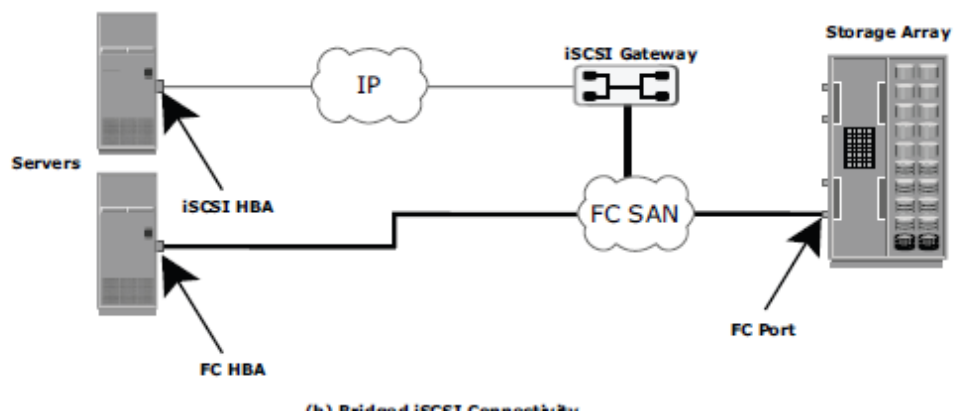 Storage Array
iSCSI Gateway
IP
Servers
iSCSI HBA
FC SAN
FC Port
FC HBA
(b) Bridged iSCSI Connectivity